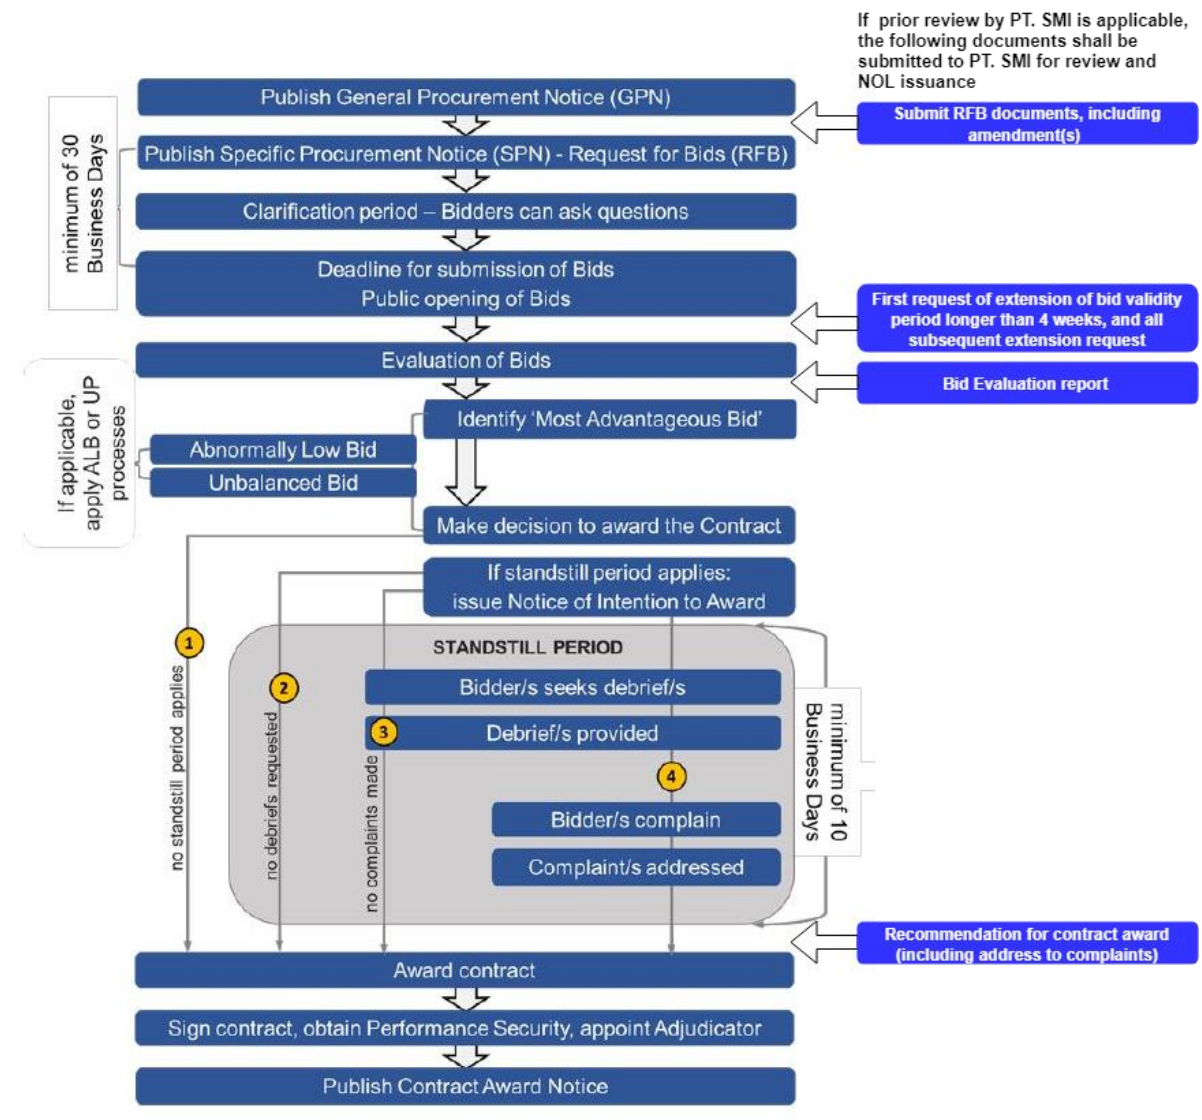 If prior review by PT. SMI is applicable,
the following documents shall be
submitted to PT. SMI for review and
NOL issuance
Publish General Procurement Notice (GPN)
Submit RFB documents, including
amendment(s)
minimum of 30
Business Days
Publish Specific Procurement Notice (SPN) - Request for Bids (RFB)
Clarification period – Bidders can ask questions
Deadline for submission of Bids
Public opening of Bids
First request of extension of bid validity
period longer than 4 weeks, and all
subsequent extension request
Evaluation of Bids
Bid Evaluation report
If applicable,
apply ALB or UP
processes
Identify ‘Most Advantageous Bid’
Abnormally Low Bid
Unbalanced Bid
Make decision to award the Contract
If standstill period applies:
issue Notice of Intention to Award
1
no standstill period applies
STANDSTILL PERIOD
2
no debriefs requested
Bidder/s seeks debrief/s
3
no complaints made
Debrief/s provided
4
Bidder/s complain
Complaint/s addressed
minimum of 10
Business Days
Recommendation for contract award
(including address to complaints)
Award contract
Sign contract, obtain Performance Security, appoint Adjudicator
Publish Contract Award Notice